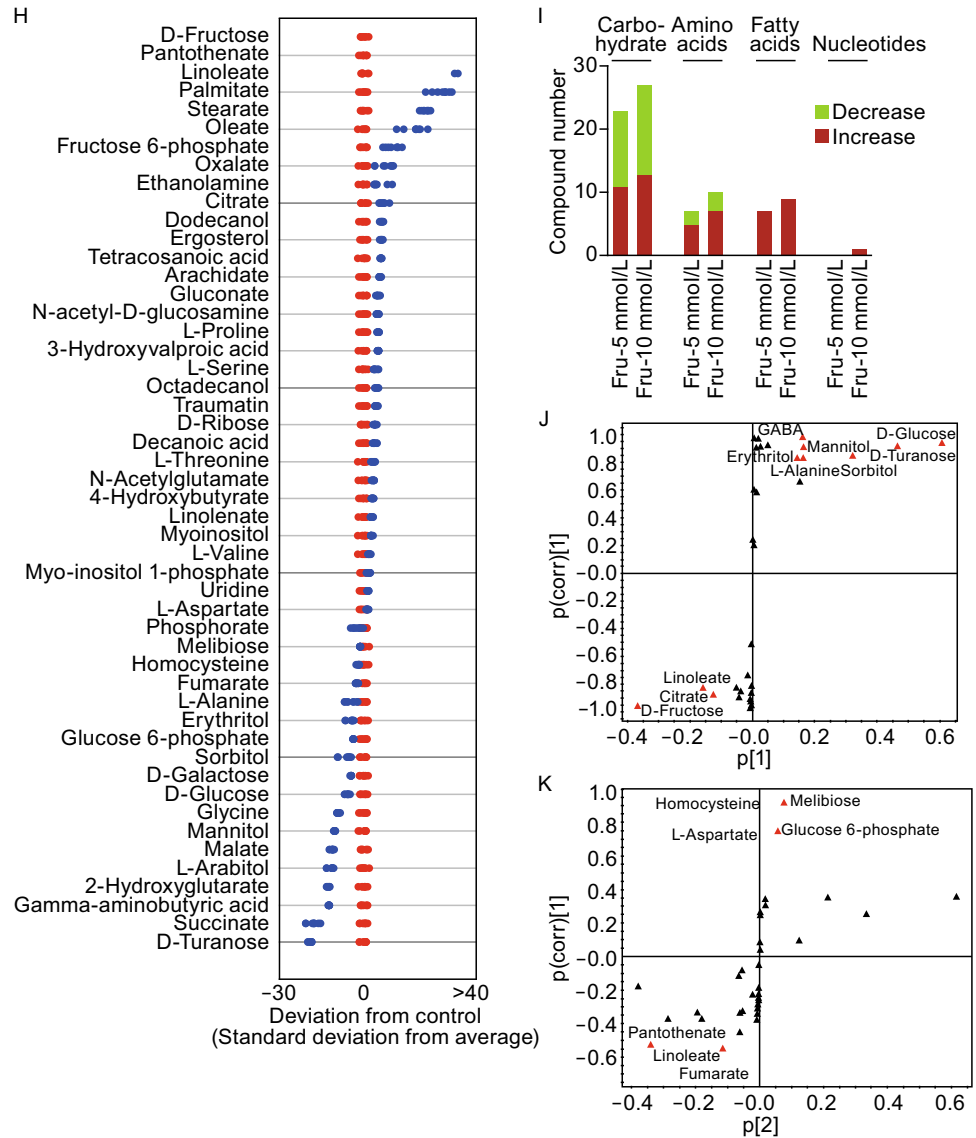 H
D-Fructose
Pantothenate
Linoleate
Palmitate
Stearate
Oleate
Fructose 6-phosphate
Oxalate
Ethanolamine
Citrate
Dodecanol
Ergosterol
Tetracosanoic acid
Arachidate
Gluconate
N-acetyl-D-glucosamine
L-Proline
3-Hydroxyvalproic acid
L-Serine
Octadecanol
Traumatin
D-Ribose
Decanoic acid
L-Threonine
N-Acetylglutamate
4-Hydroxybutyrate
Linolenate
Myoinositol
L-Valine
Myo-inositol 1-phosphate
Uridine
L-Aspartate
Phosphorate
Melibiose
Homocysteine
Fumarate
L-Alanine
Erythritol
Glucose 6-phosphate
Sorbitol
D-Galactose
D-Glucose
Glycine
Mannitol
Malate
L-Arabitol
2-Hydroxyglutarate
Gamma-aminobutyric acid
Succinate
D-Turanose
−30 0 >40
Deviation from control
(Standard deviation from average)
I
Carbo-hydrate
Amino acids
Fatty acids
Nucleotides
30
20
10
0
Compound number
Decrease
Increase
Fru-5 mmol/L
Fru-10 mmol/L
Fru-5 mmol/L
Fru-10 mmol/L
Fru-5 mmol/L
Fru-10 mmol/L
Fru-5 mmol/L
Fru-10 mmol/L
J
1.0
0.8
0.6
0.4
0.2
−0.0
−0.2
−0.4
−0.6
−0.8
−1.0
p(corr)[1]
GABA
D-Glucose
Mannitol
Erythritol
D-Turanose
L-AlanineSorbitol
Linoleate
Citrate
D-Fructose
−0.4 −0.2 −0.0 0.2 0.4 0.6
p[1]
K
1.0
0.8
0.6
0.4
0.2
−0.0
−0.2
−0.4
−0.6
p(corr)[1]
Homocysteine
Melibiose
L-Aspartate
Glucose 6-phosphate
Pantothenate
Linoleate
Fumarate
−0.4 −0.2 −0.0 0.2 0.4 0.6
p[2]